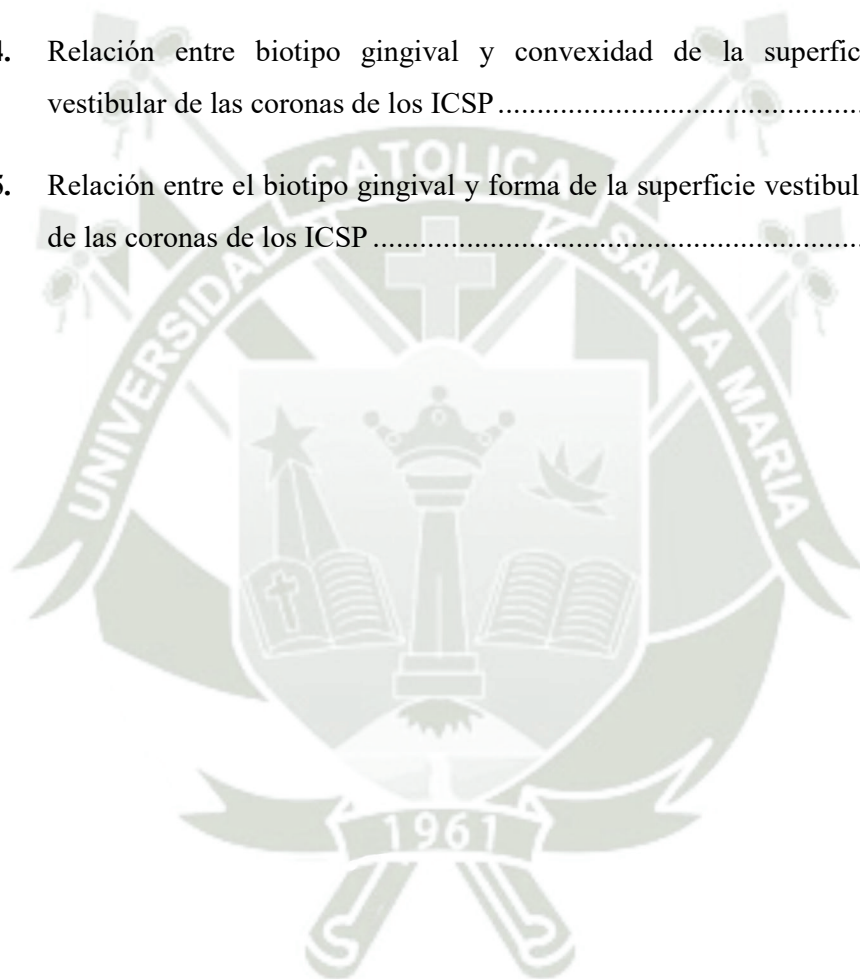 4. Relación entre biotipo gingival y convexidad de la superfic
vestibular de las coronas de los ICSP ................................................
5. Relación entre el biotipo gingival y forma de la superficie vestibul
de las coronas de los ICSP ................................................................
UNIVERSIDAD CATOLICA SANTA MARIA
1961